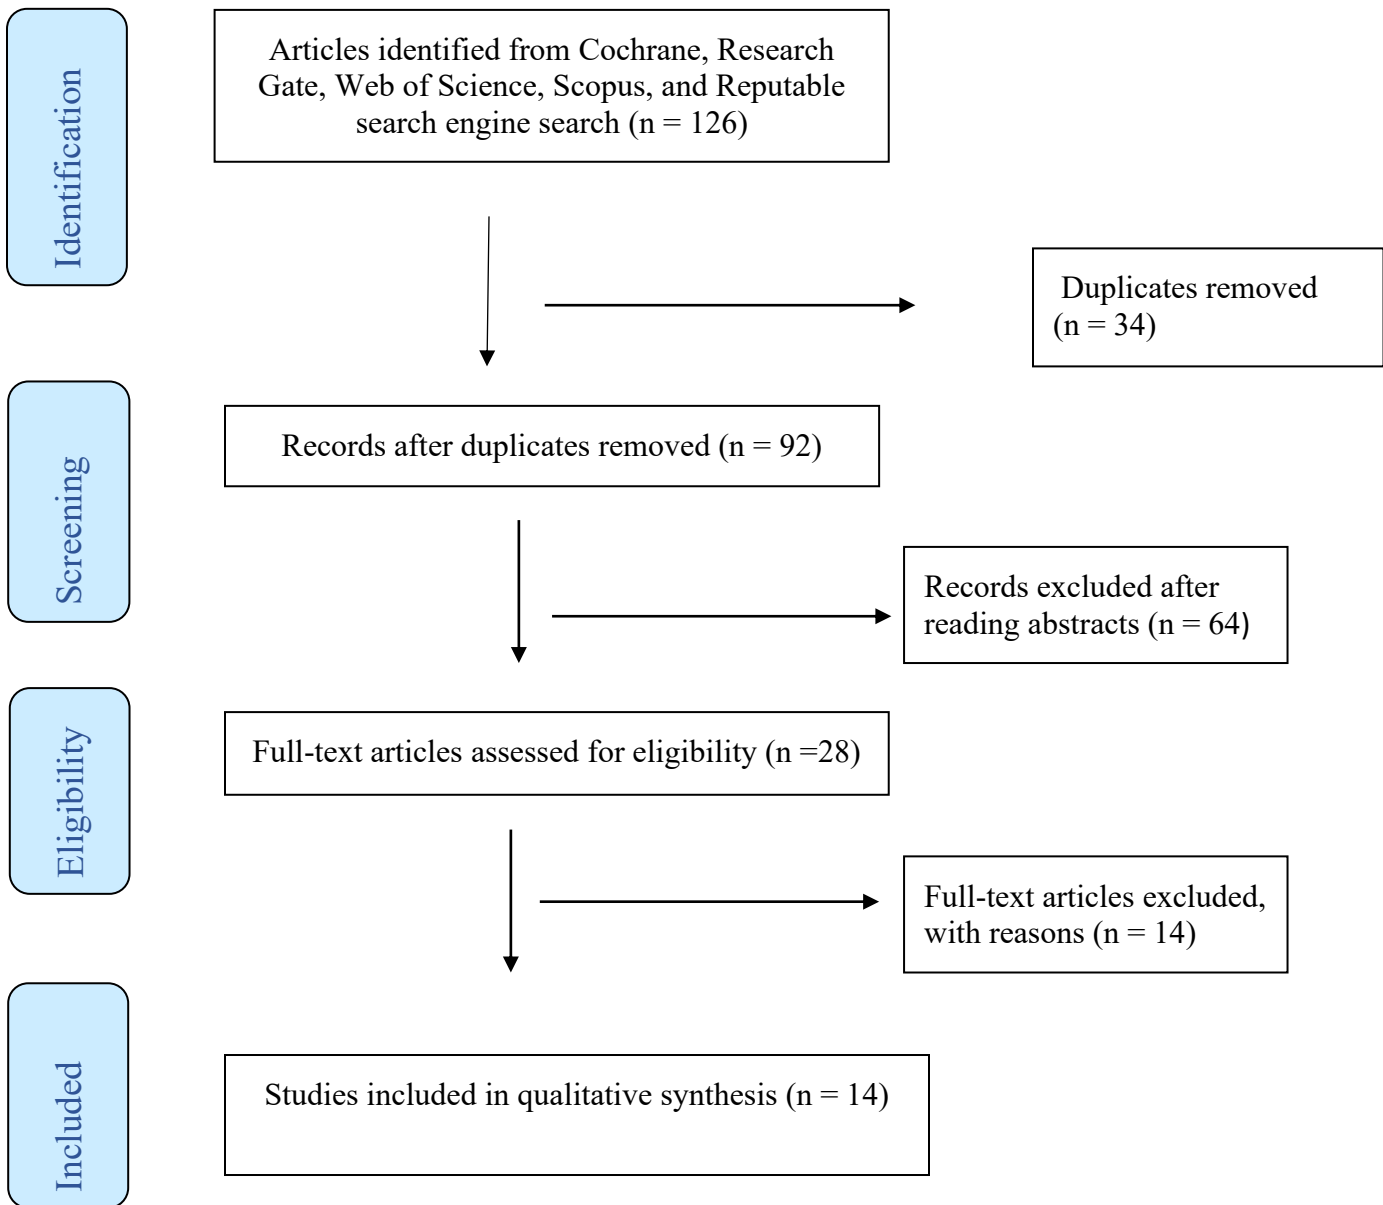 Identification
Articles identified from Cochrane, Research
Gate, Web of Science, Scopus, and Reputable
search engine search (n = 126)
Duplicates removed
(n = 34)
Screening
Records after duplicates removed (n = 92)
Records excluded after
reading abstracts (n = 64)
Eligibility
Full-text articles assessed for eligibility (n =28)
Full-text articles excluded,
with reasons (n = 14)
Included
Studies included in qualitative synthesis (n = 14)